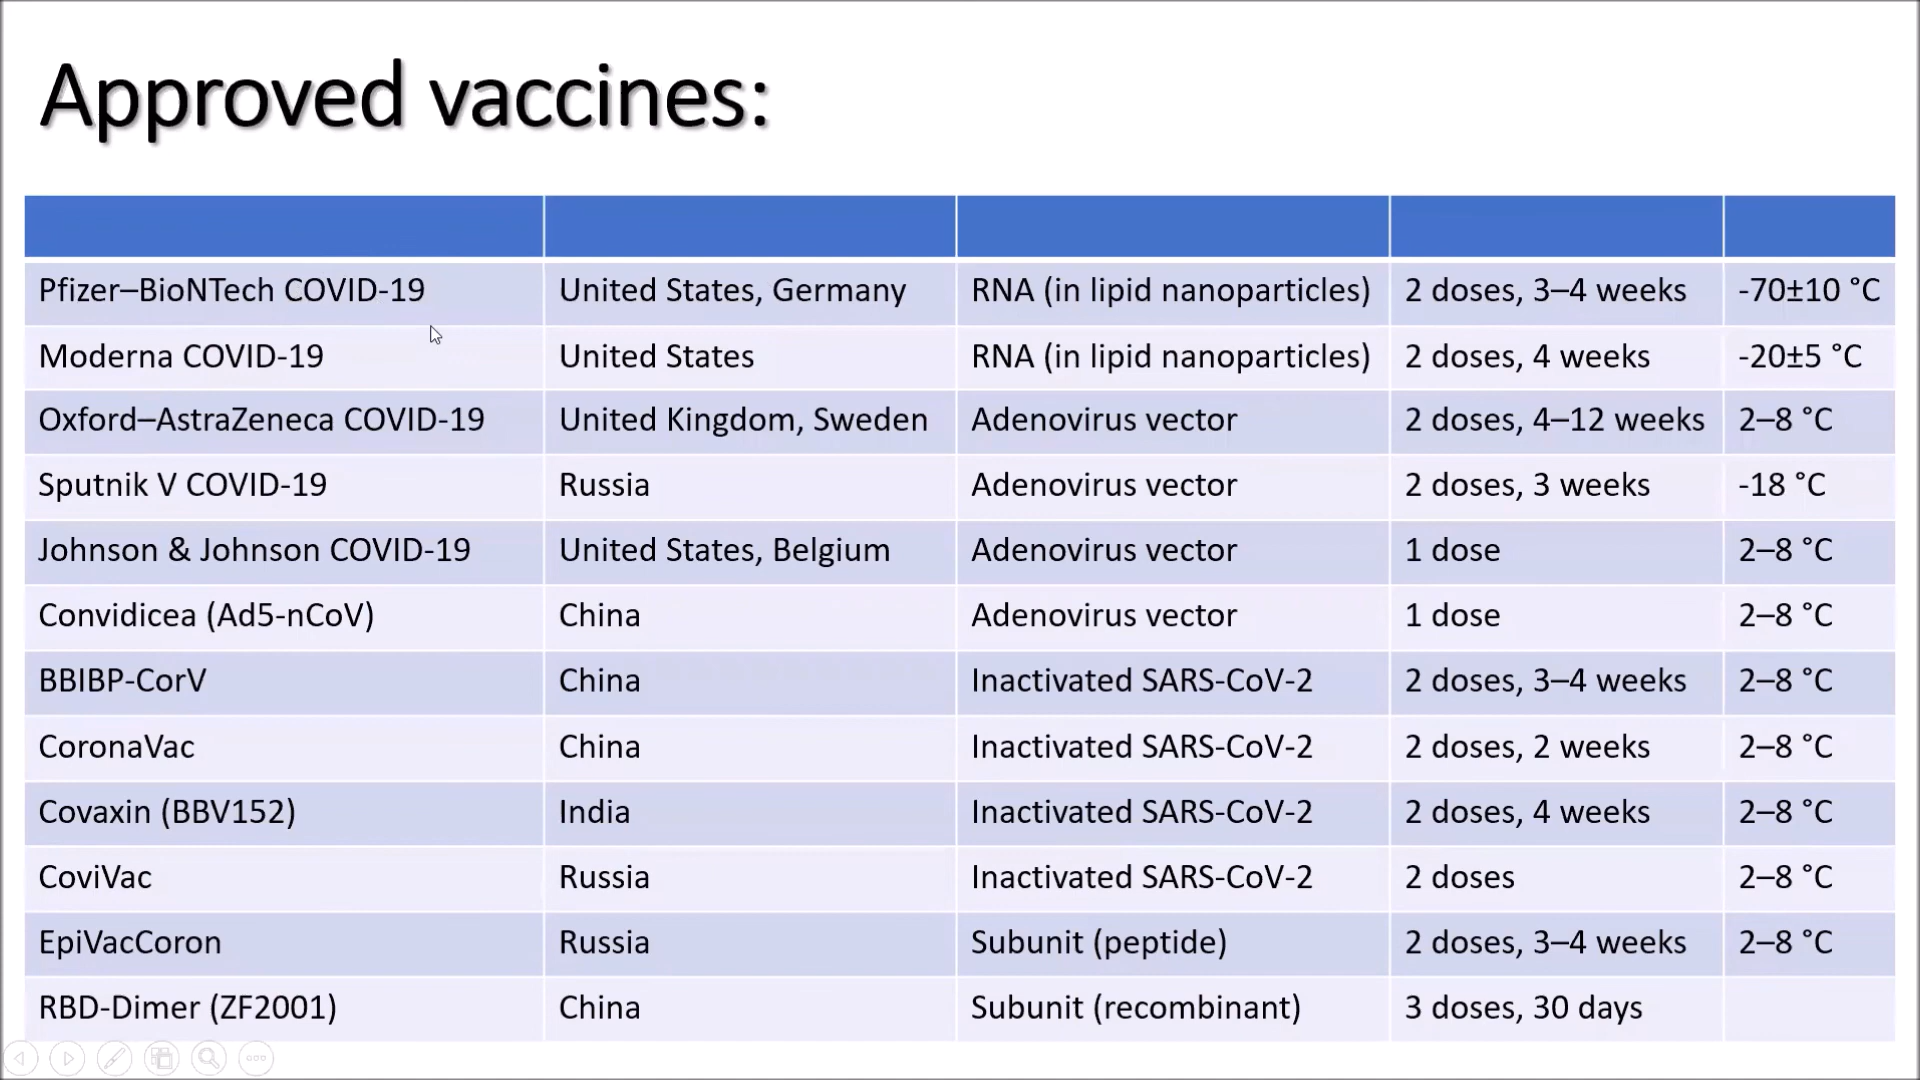 Approved vaccines:
Pfizer–BioNTech COVID-19 United States, Germany RNA (in lipid nanoparticles) 2 doses, 3–4 weeks -70±10 °C
Moderna COVID-19 United States RNA (in lipid nanoparticles) 2 doses, 4 weeks -20±5 °C
Oxford–AstraZeneca COVID-19 United Kingdom, Sweden Adenovirus vector 2 doses, 4–12 weeks 2–8 °C
Sputnik V COVID-19 Russia Adenovirus vector 2 doses, 3 weeks -18 °C
Johnson & Johnson COVID-19 United States, Belgium Adenovirus vector 1 dose 2–8 °C
Convidicea (Ad5-nCoV) China Adenovirus vector 1 dose 2–8 °C
BBIBP-CorV China Inactivated SARS-CoV-2 2 doses, 3–4 weeks 2–8 °C
CoronaVac China Inactivated SARS-CoV-2 2 doses, 2 weeks 2–8 °C
Covaxin (BBV152) India Inactivated SARS-CoV-2 2 doses, 4 weeks 2–8 °C
CoviVac Russia Inactivated SARS-CoV-2 2 doses 2–8 °C
EpiVacCoron Russia Subunit (peptide) 2 doses, 3–4 weeks 2–8 °C
RBD-Dimer (ZF2001) China Subunit (recombinant) 3 doses, 30 days